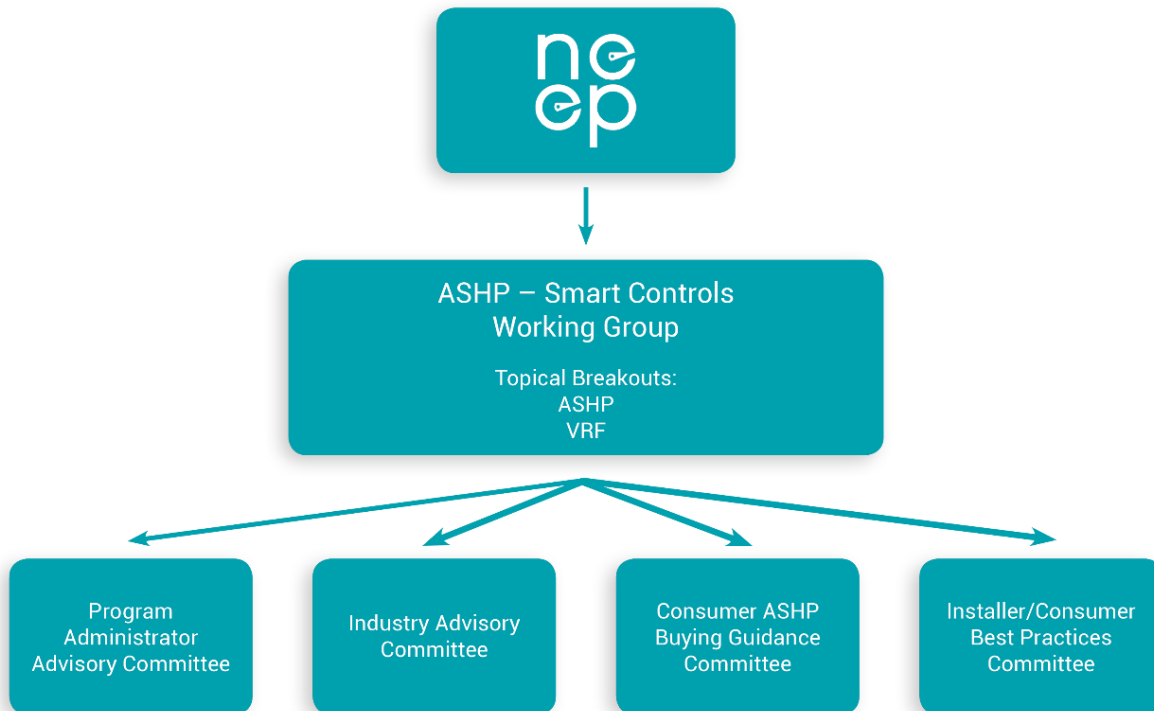 ne
ep
ASHP – Smart Controls
Working Group
Topical Breakouts:
ASHP
VRF
Program
Administrator
Advisory Committee
Industry Advisory
Committee
Consumer ASHP
Buying Guidance
Committee
Installer/Consumer
Best Practices
Committee